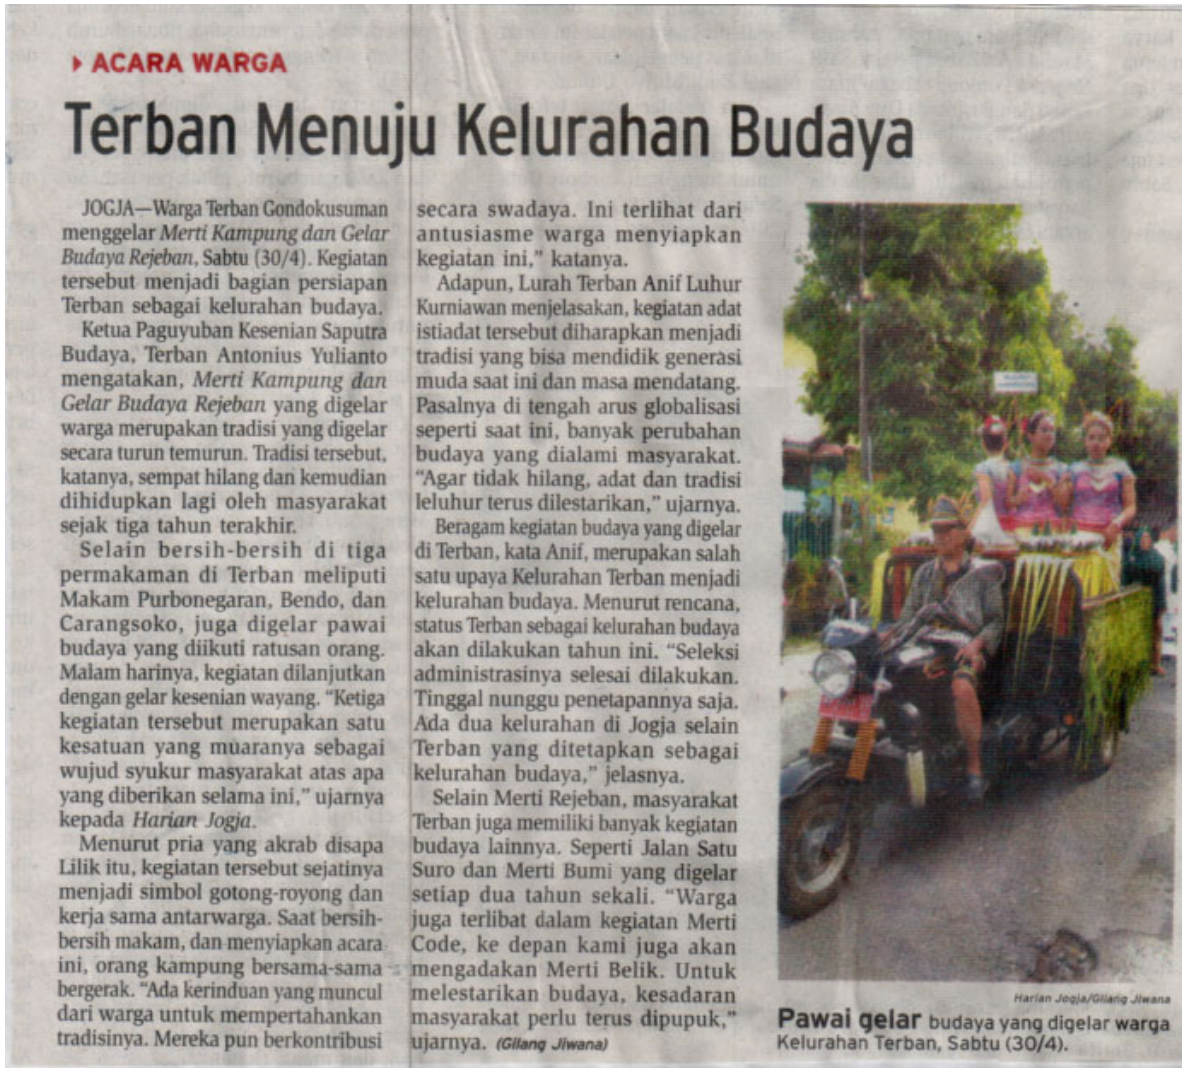 ACARA WARGA
Terban Menuju Kelurahan Budaya
JOGJA—Warga Terban Gondokusuman
menggelar Merti Kampung dan Gelar
Budaya Rejeban, Sabtu (30/4). Kegiatan
tersebut menjadi bagian persiapan
Terban sebagai kelurahan budaya.
Ketua Paguyuban Kesenian Saputra
Budaya, Terban Antonius Yulianto
mengatakan, Merti Kampung dan
Gelar Budaya Rejeban yang digelar
warga merupakan tradisi yang digelar
secara turun temurun. Tradisi tersebut,
katanya, sempat hilang dan kemudian
dihidupkan lagi oleh masyarakat
sejak tiga tahun terakhir.
Selain bersih-bersih di tiga
permakaman di Terban meliputi
Makam Purbonegaran, Bendo, dan
Carangsoko, juga digelar pawai
budaya yang diikuti ratusan orang.
Malam harinya, kegiatan dilanjutkan
dengan gelar kesenian wayang. “Ketiga
kegiatan tersebut merupakan satu
kesatuan yang muaranya sebagai
wujud syukur masyarakat atas apa
yang diberikan selama ini,” ujarnya
kepada Harian Jogja.
Menurut pria yang akrab disapa
Lilik itu, kegiatan tersebut sejatinya
menjadi simbol gotong-royong dan
kerja sama antarwarga. Saat bersih-
bersih makam, dan menyiapkan acara
ini, orang kampung bersama-sama
bergerak. “Ada kerinduan yang muncul
dari warga untuk mempertahankan
tradisinya. Mereka pun berkontribusi
secara swadaya. Ini terlihat dari
antusiasme warga menyiapkan
kegiatan ini,” katanya.
Adapun, Lurah Terban Anif Luhur
Kurniawan menjelasakan, kegiatan adat
istiadat tersebut diharapkan menjadi
tradisi yang bisa mendidik generasi
muda saat ini dan masa mendatang.
Pasalnya di tengah arus globalisasi
seperti saat ini, banyak perubahan
budaya yang dialami masyarakat.
“Agar tidak hilang, adat dan tradisi
leluhur terus dilestarikan,” ujarnya.
Beragam kegiatan budaya yang digelar
di Terban, kata Anif, merupakan salah
satu upaya Kelurahan Terban menjadi
kelurahan budaya. Menurut rencana,
status Terban sebagai kelurahan budaya
akan dilakukan tahun ini. “Seleksi
administrasinya selesai dilakukan.
Tinggal nunggu penetapannya saja.
Ada dua kelurahan di Jogja selain
Terban yang ditetapkan sebagai
kelurahan budaya,” jelasnya.
Selain Merti Rejeban, masyarakat
Terban juga memiliki banyak kegiatan
budaya lainnya. Seperti Jalan Satu
Suro dan Merti Bumi yang digelar
setiap dua tahun sekali. “Warga
juga terlibat dalam kegiatan Merti
Code, ke depan kami juga akan
mengadakan Merti Belik. Untuk
melestarikan budaya, kesadaran
masyarakat perlu terus dipupuk,”
ujarnya. (Gilang Jiwana)
Harian Jogja/Gilang Jiwana
Pawai gelar budaya yang digelar warga
Kelurahan Terban, Sabtu (30/4).